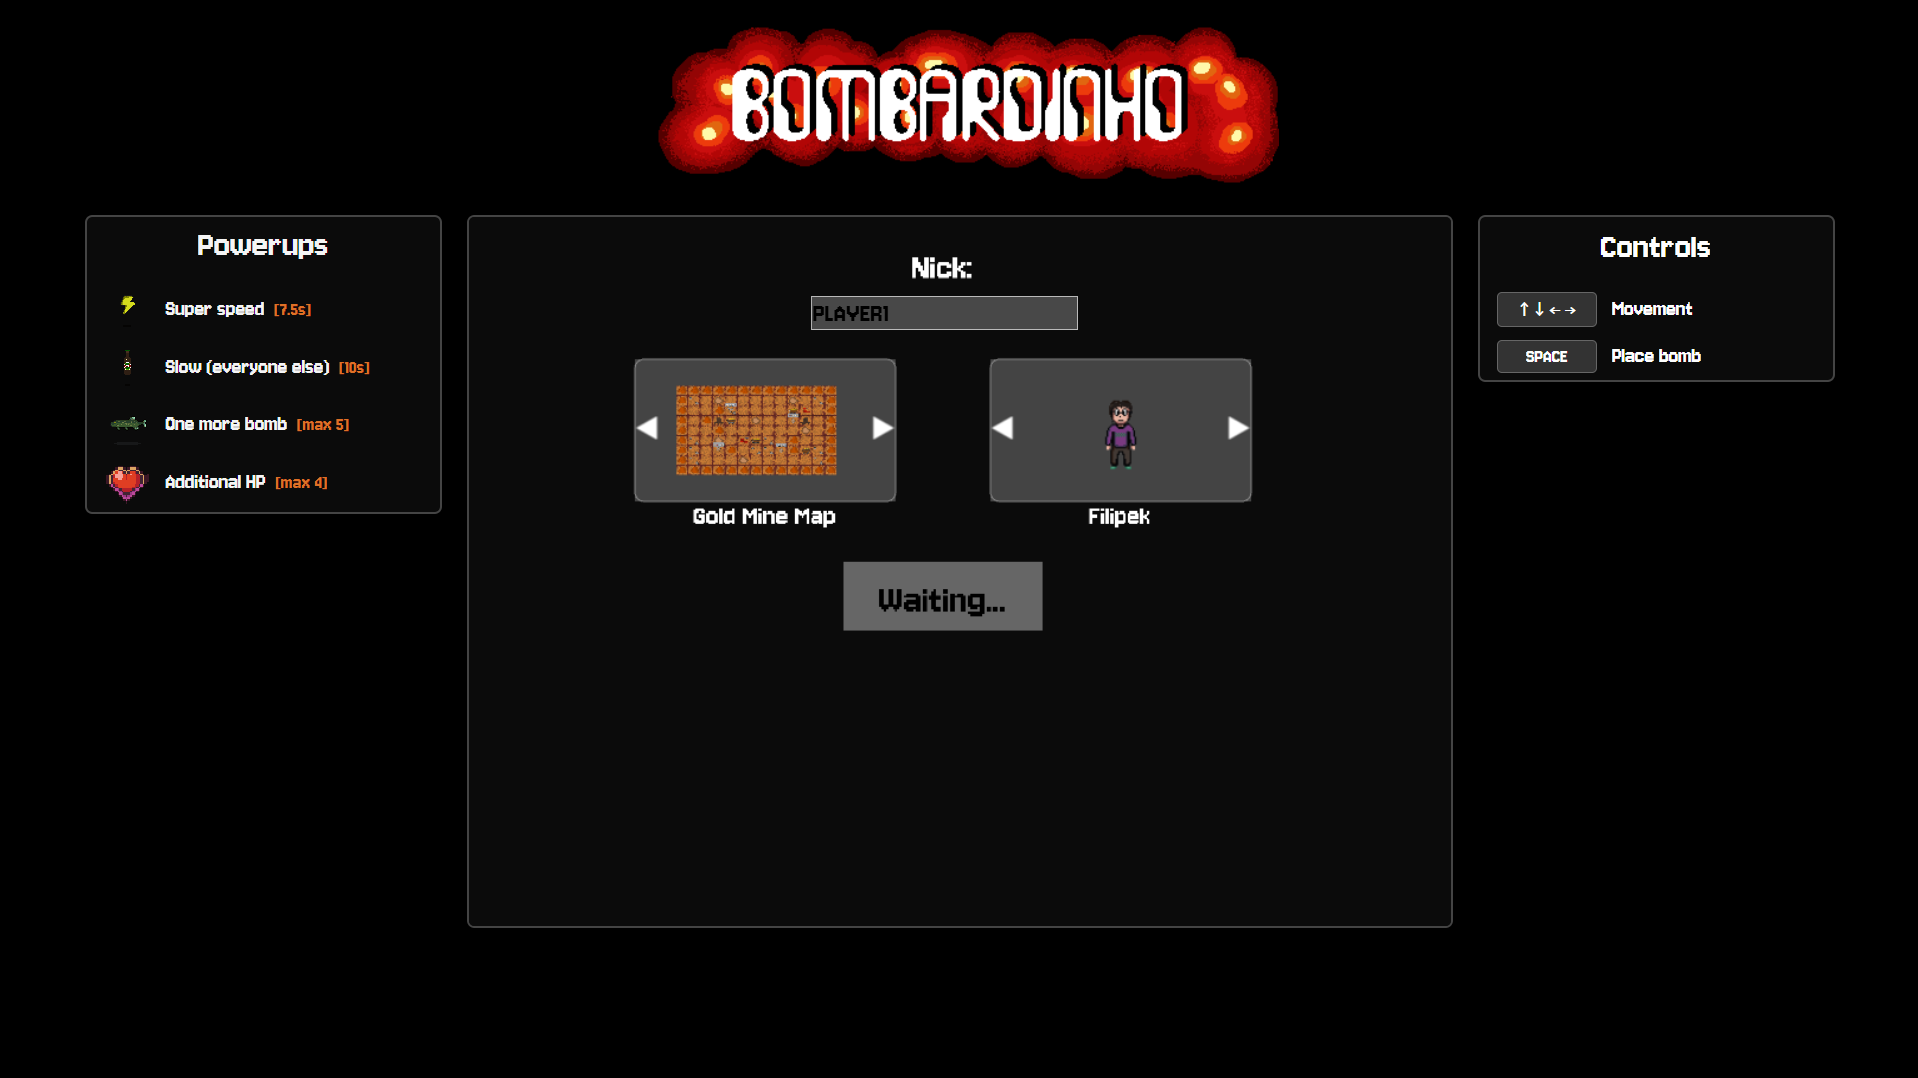 BOMBARDINHO
Powerups
Super speed [7.5s]
Slow (everyone else) [10s]
One more bomb [max 5]
Additional HP [max 4]
Nick:
PLAYER1
Gold Mine Map
Filipek
Waiting...
Controls
↑↓←→ Movement
SPACE Place bomb